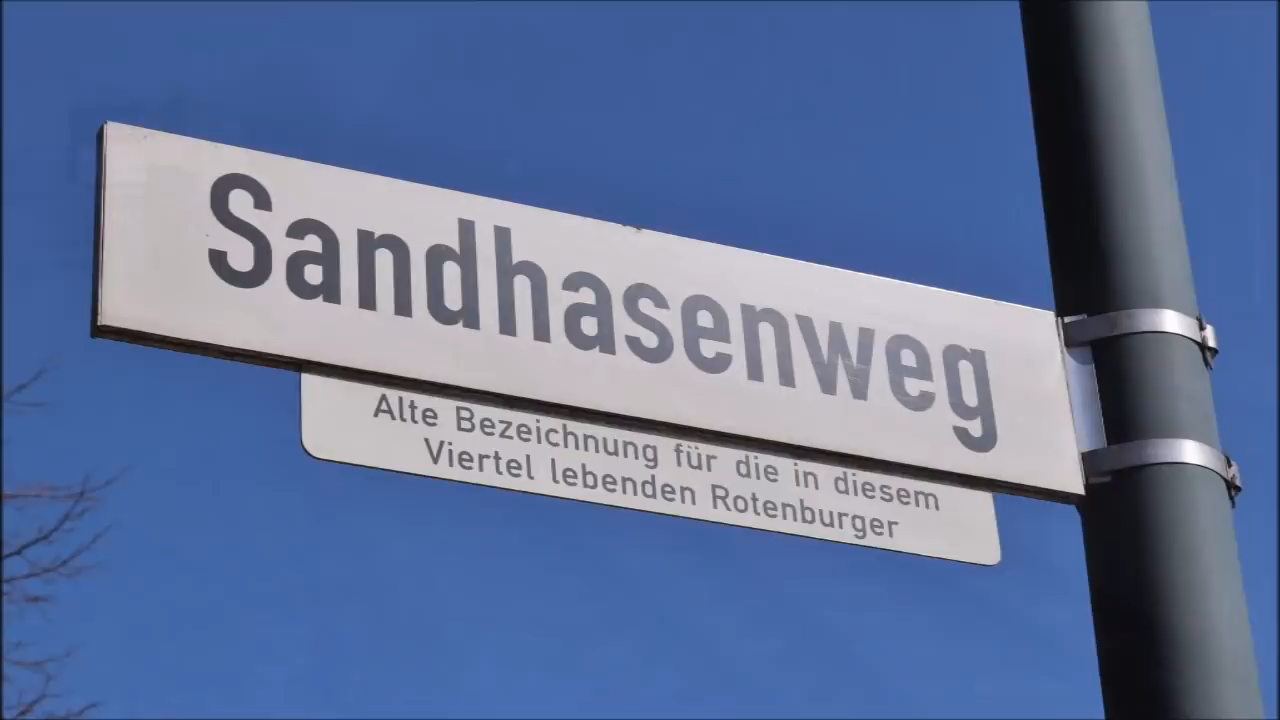 Sandhasenweg
Alte Bezeichnung für die in diesem
Viertel lebenden Rotenburger